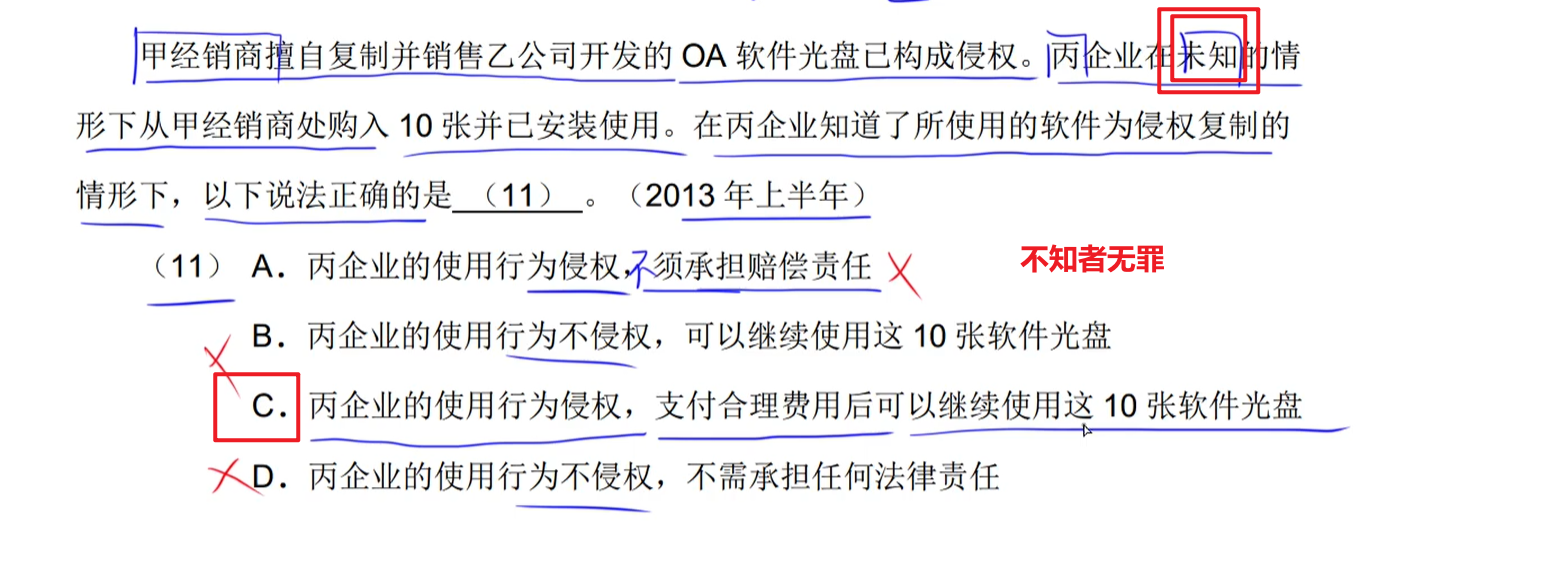 甲经销商擅自复制并销售乙公司开发的 OA 软件光盘已构成侵权。丙企业在未知的情
形下从甲经销商处购入 10 张并已安装使用。在丙企业知道了所使用的软件为侵权复制的
情形下，以下说法正确的是 （11） 。（2013 年上半年）
（11） A．丙企业的使用行为侵权，不须承担赔偿责任
不知者无罪
B．丙企业的使用行为不侵权，可以继续使用这 10 张软件光盘
C．丙企业的使用行为侵权，支付合理费用后可以继续使用这 10 张软件光盘
D．丙企业的使用行为不侵权，不需承担任何法律责任